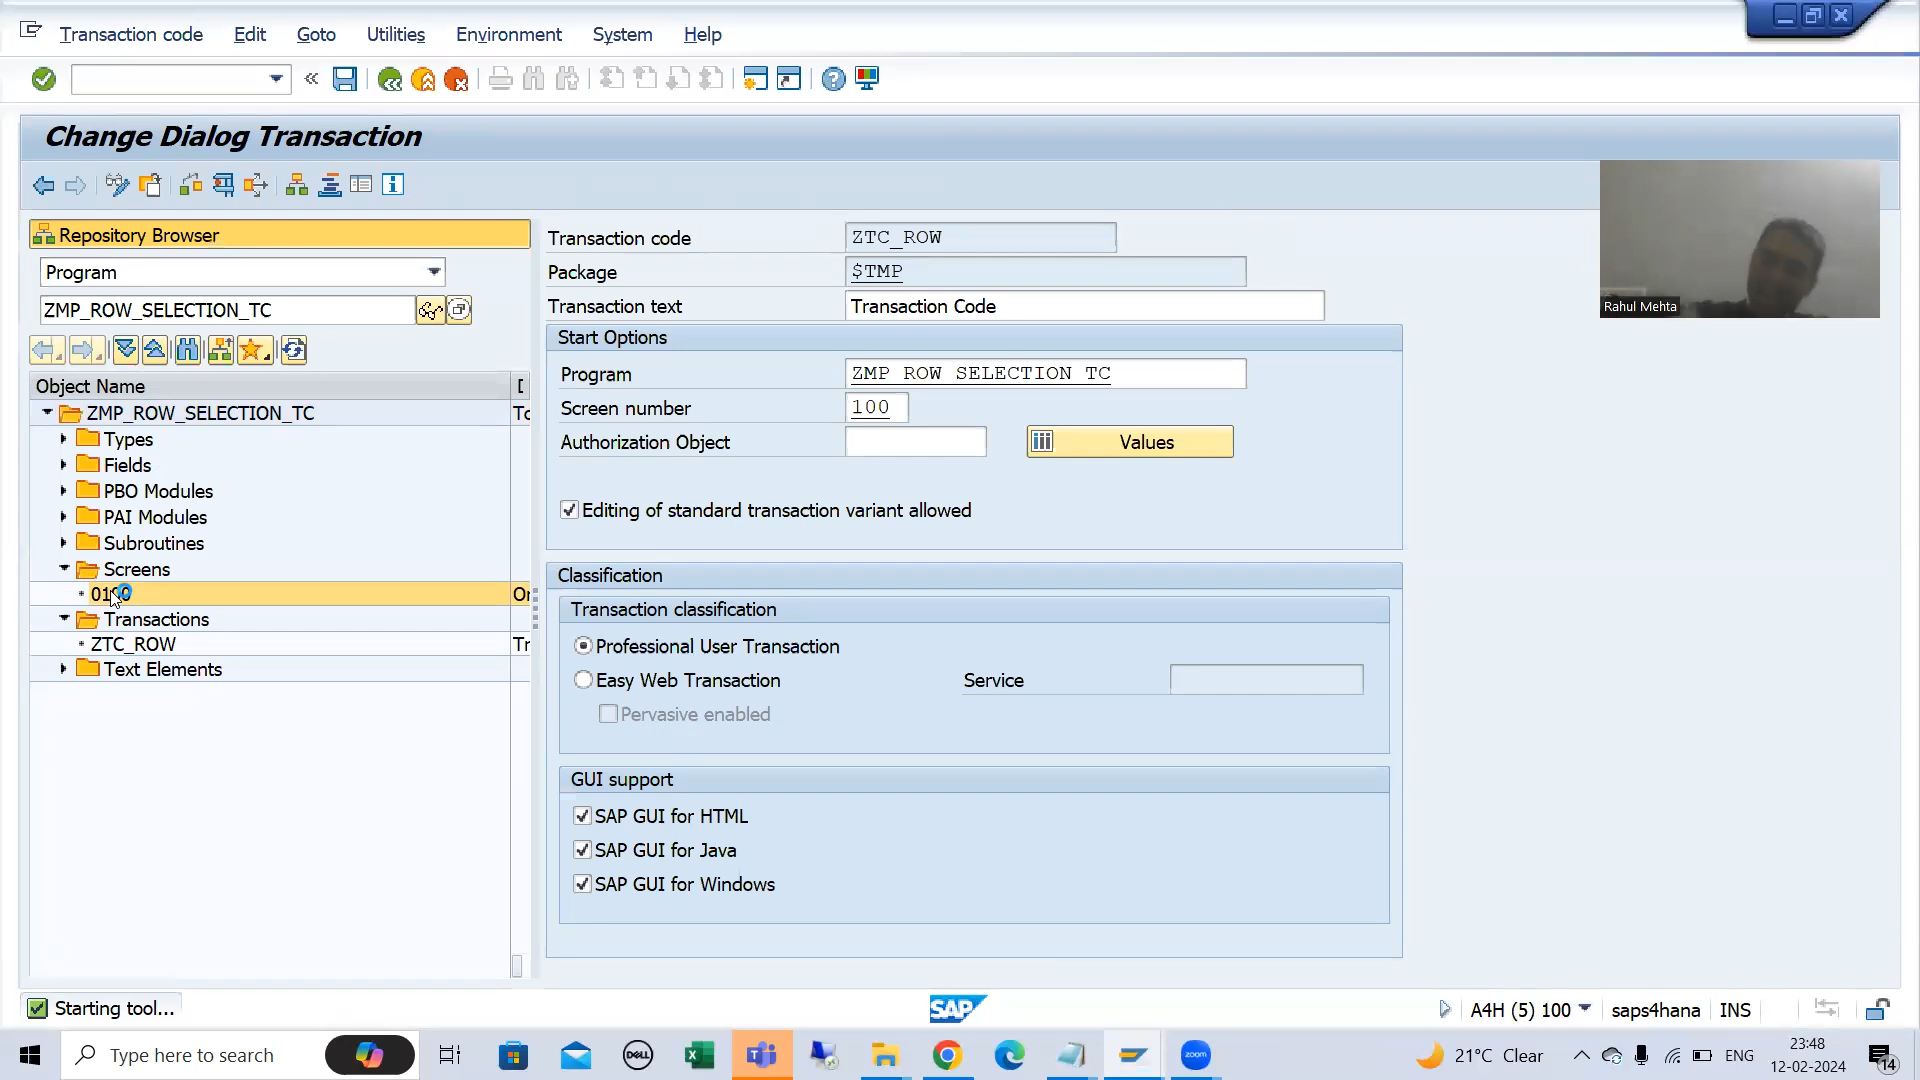 Transaction code Edit Goto Utilities Environment System Help
Change Dialog Transaction
Repository Browser
Program
ZMP_ROW_SELECTION_TC
Object Name
ZMP_ROW_SELECTION_TC
Types
Fields
PBO Modules
PAI Modules
Subroutines
Screens
Transactions
ZTC_ROW
Text Elements
Transaction code ZTC_ROW
Package $TMP
Transaction text Transaction Code
Start Options
Program ZMP_ROW_SELECTION_TC
Screen number 100
Authorization Object Values
Editing of standard transaction variant allowed
Classification
Transaction classification
Professional User Transaction
Easy Web Transaction Service
Pervasive enabled
GUI support
SAP GUI for HTML
SAP GUI for Java
SAP GUI for Windows
Rahul Mehta
Starting tool...
SAP
A4H (5) 100 saps4hana INS
Type here to search
DELL
zoom
21°C Clear
ENG
23:48
12-02-2024
14